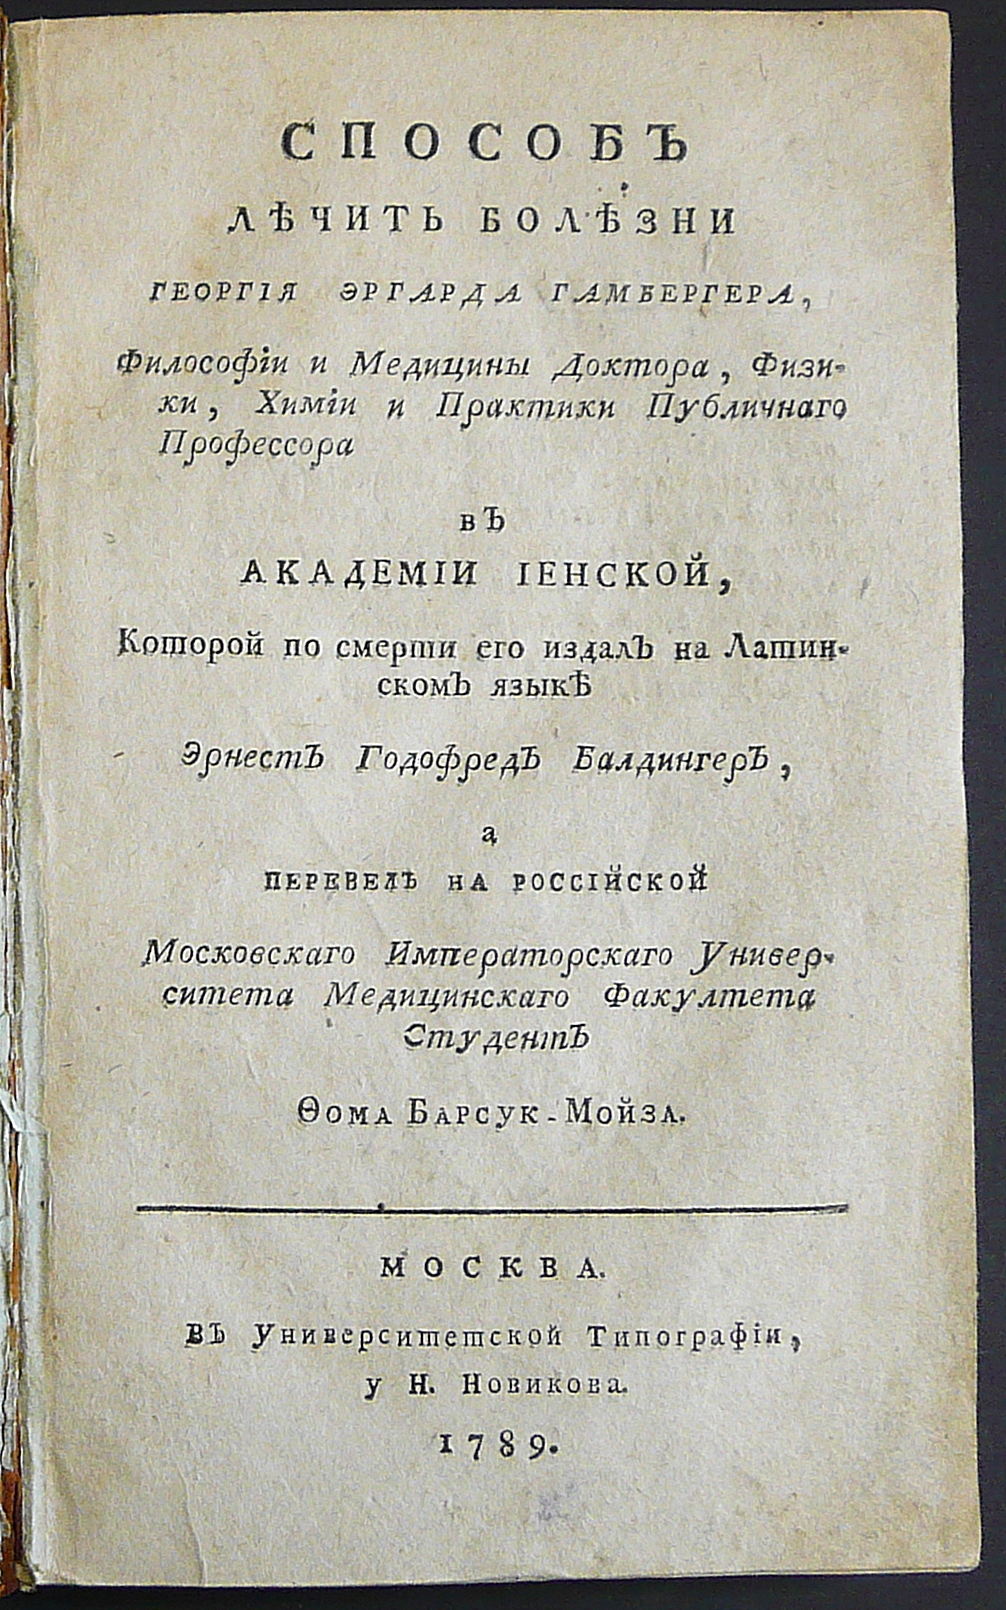 СПОСОБЪ
ЛѢЧИТЬ БОЛѢЗНИ
ГЕОРГІЯ ЭРГАРДА ГАМБЕРГЕРА,
Философіи и Медицины Доктора, Физи-
ки, Химіи и Практики Публичнаго
Профессора
въ
АКАДЕМІИ ІЕНСКОЙ,
Которой по смерти его издалъ на Латин-
скомъ языкѣ
Эрнестъ Годофредъ Балдингеръ,
а
ПЕРЕВЕЛЪ НА РОССІЙСКОЙ
Московскаго Императорскаго Универ-
ситета Медицинскаго Факултета
Студентъ
Ѳома Барсук-Мойза.
МОСКВА.
Въ Университетской Типографіи,
у Н. Новикова.
1789.